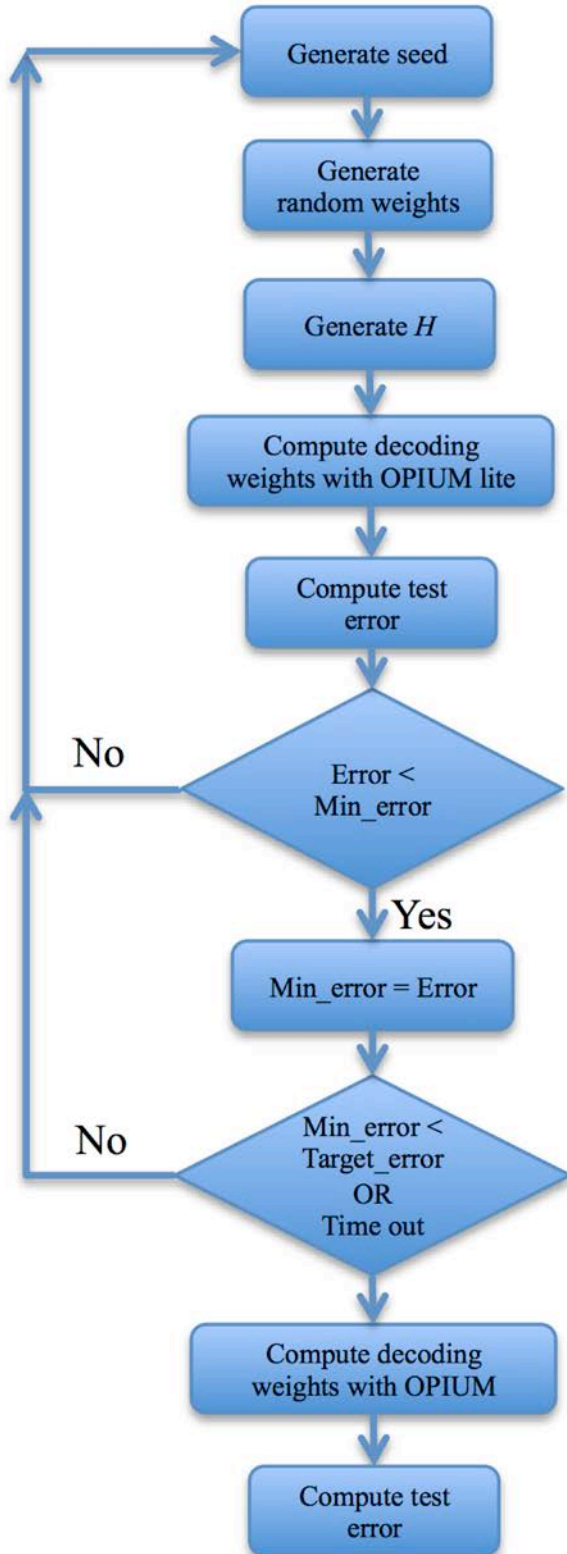 Generate seed
Generate
random weights
Generate H
Compute decoding
weights with OPIUM lite
Compute test
error
Error <
Min_error
No
Yes
Min_error = Error
Min_error <
Target_error
OR
Time out
No
Compute decoding
weights with OPIUM
Compute test
error